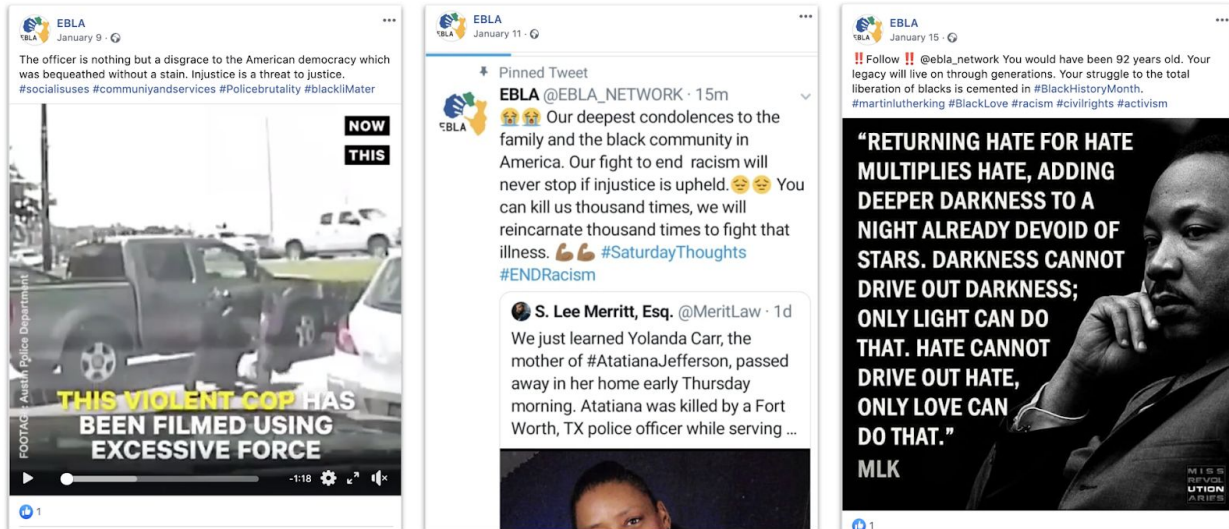 EBLA
EBLA
January 9 ·
The officer is nothing but a disgrace to the American democracy which
was bequeathed without a stain. Injustice is a threat to justice.
#socialisuses #communiyandservices #Policebrutality #blackliMater
NOW
THIS
FOOTAGE: Austin Police Department
THIS VIOLENT COP HAS
BEEN FILMED USING
EXCESSIVE FORCE
-1:18
1
EBLA
EBLA
January 11 ·
Pinned Tweet
EBLA
EBLA @EBLA_NETWORK · 15m
😭😭 Our deepest condolences to the
family and the black community in
America. Our fight to end racism will
never stop if injustice is upheld.😔😔 You
can kill us thousand times, we will
reincarnate thousand times to fight that
illness. 💪🏾💪🏾 #SaturdayThoughts
#ENDRacism
S. Lee Merritt, Esq. @MeritLaw · 1d
We just learned Yolanda Carr, the
mother of #AtatianaJefferson, passed
away in her home early Thursday
morning. Atatiana was killed by a Fort
Worth, TX police officer while serving ...
EBLA
EBLA
January 15 ·
‼️Follow ‼️ @ebla_network You would have been 92 years old. Your
legacy will live on through generations. Your struggle to the total
liberation of blacks is cemented in #BlackHistoryMonth.
#martinlutherking #BlackLove #racism #civilrights #activism
“RETURNING HATE FOR HATE
MULTIPLIES HATE, ADDING
DEEPER DARKNESS TO A
NIGHT ALREADY DEVOID OF
STARS. DARKNESS CANNOT
DRIVE OUT DARKNESS;
ONLY LIGHT CAN DO
THAT. HATE CANNOT
DRIVE OUT HATE,
ONLY LOVE CAN
DO THAT.”
MLK
MISS
REVOL
UTION
ARIES
1